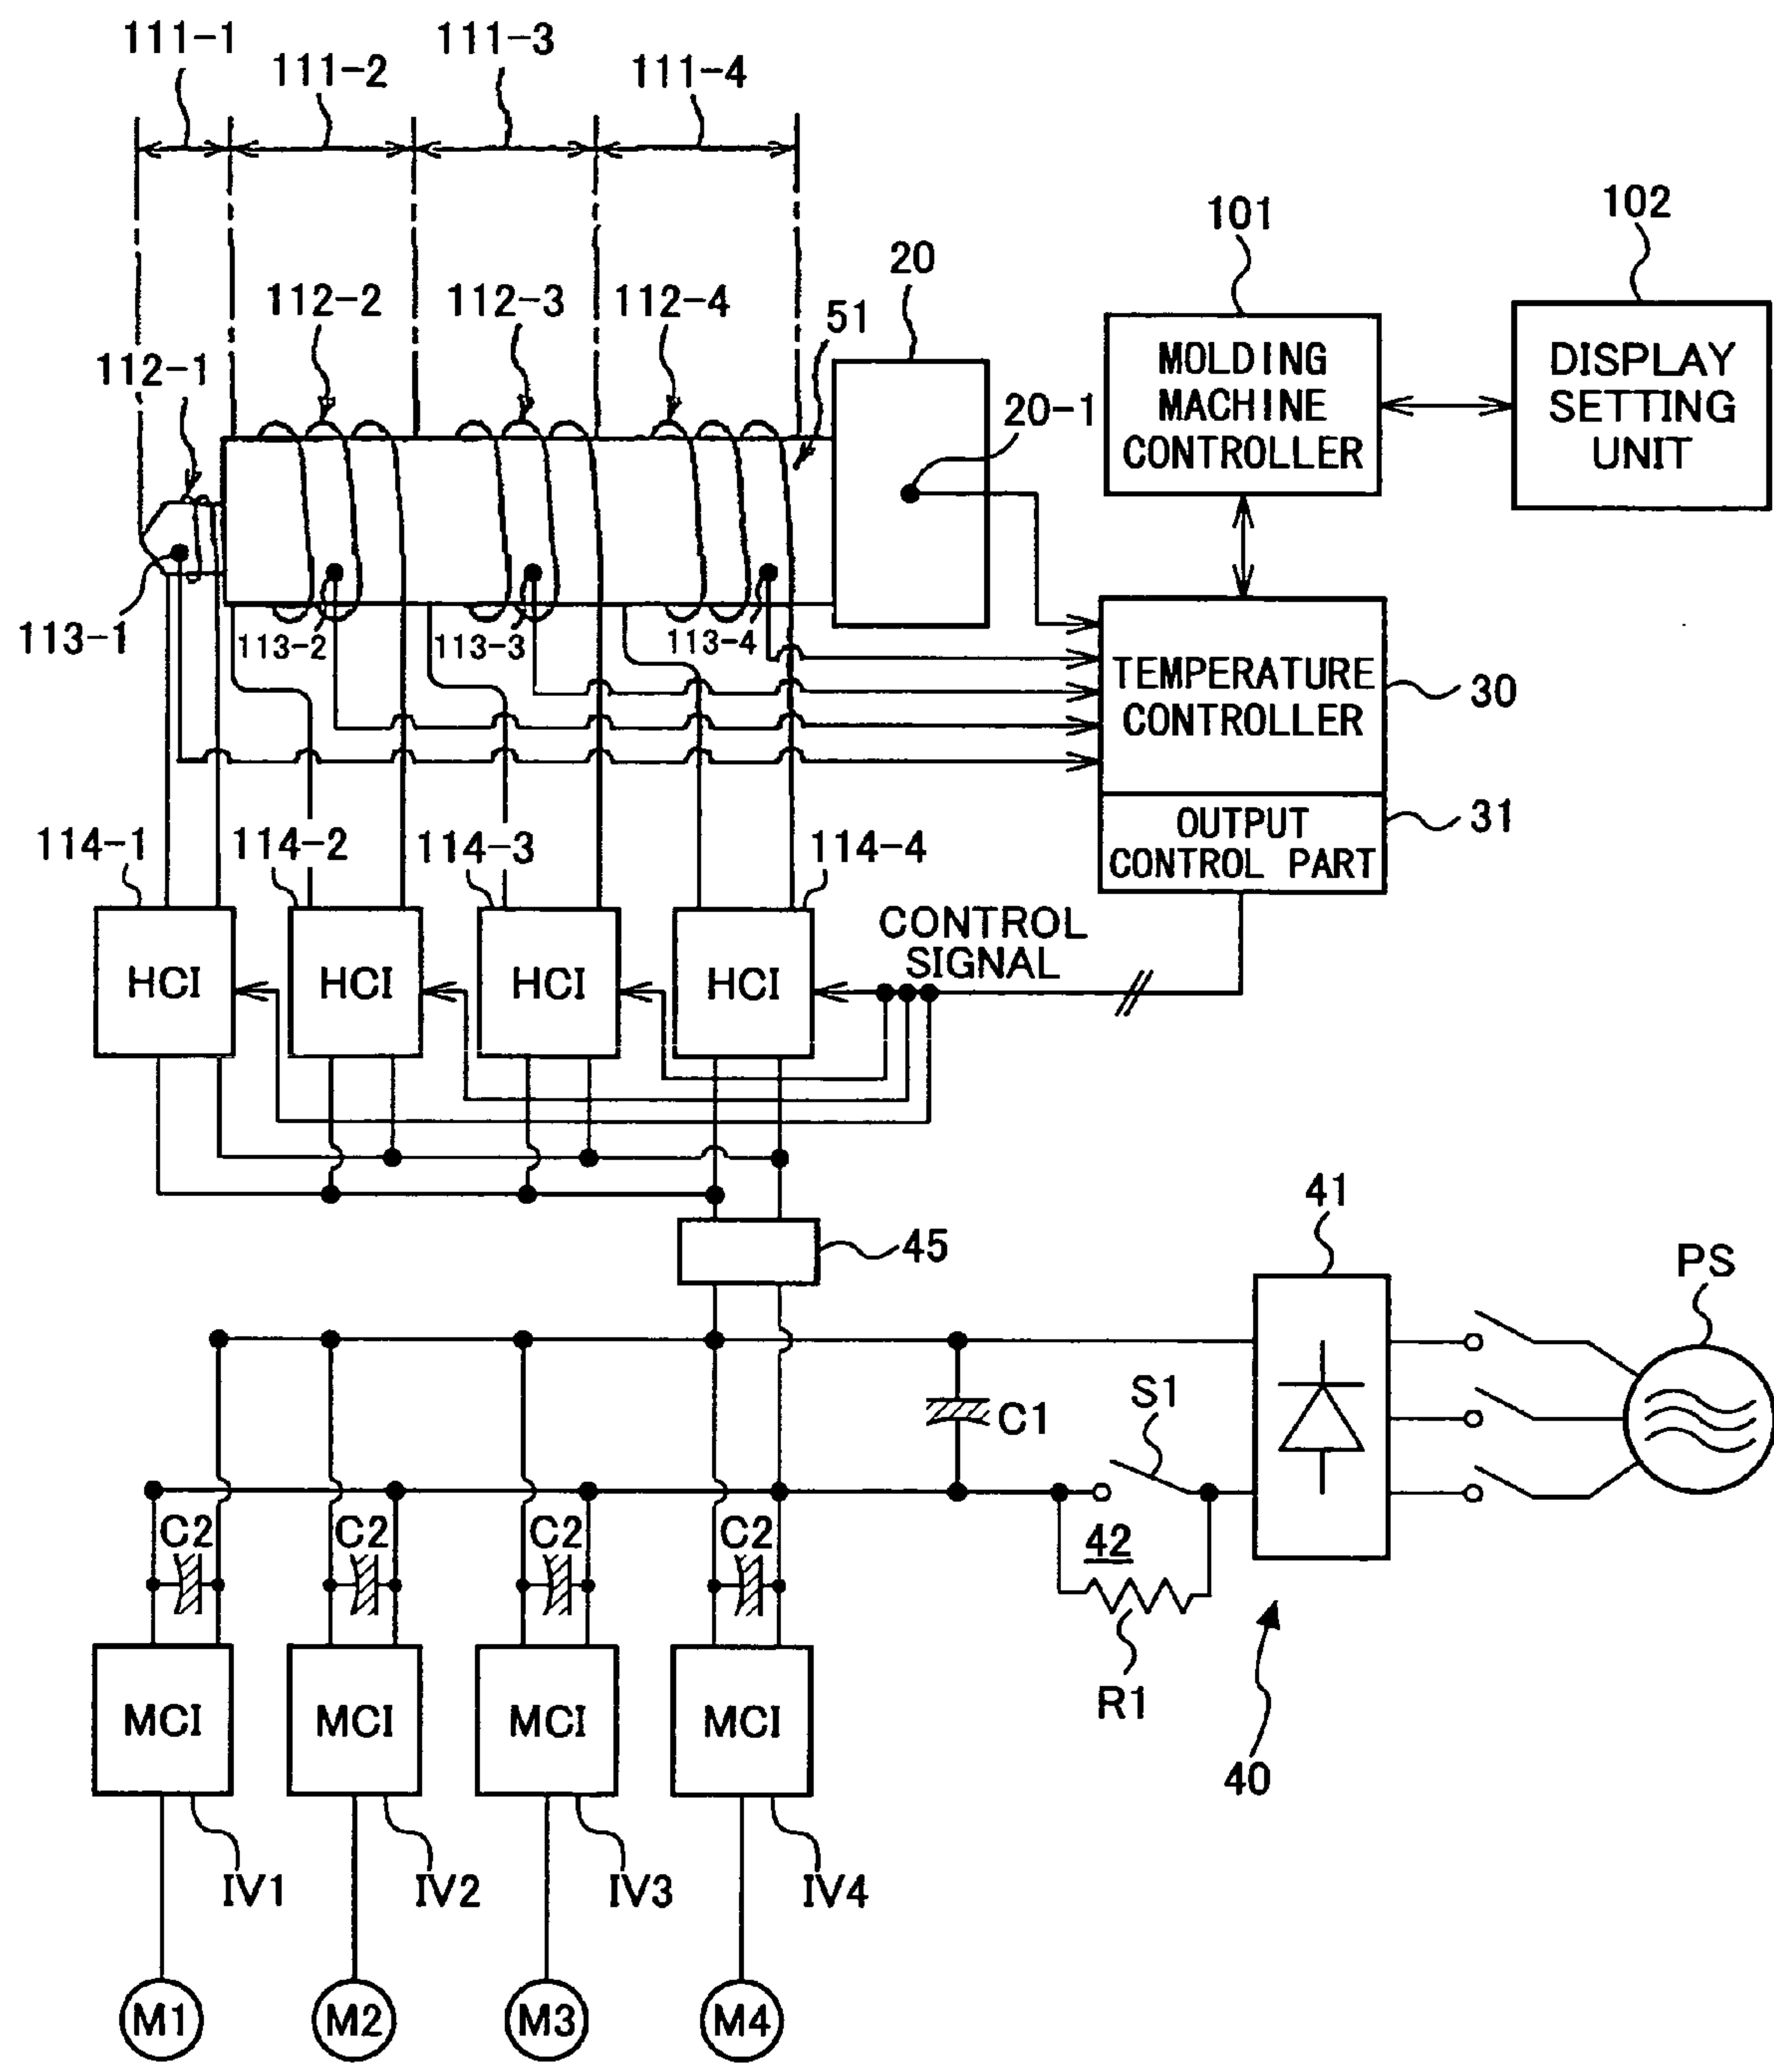 111-1
111-2
111-3
111-4
101
102
20
112-2
112-3
112-4
51
112-1
20-1
MOLDING
MACHINE
CONTROLLER
DISPLAY
SETTING
UNIT
113-1
113-2
113-3
113-4
TEMPERATURE
CONTROLLER
30
OUTPUT
CONTROL PART
31
114-1
114-2
114-3
114-4
CONTROL
SIGNAL
HCI
HCI
HCI
HCI
45
41
PS
C1
S1
42
R1
40
C2
C2
C2
C2
MCI
MCI
MCI
MCI
IV1
IV2
IV3
IV4
M1
M2
M3
M4